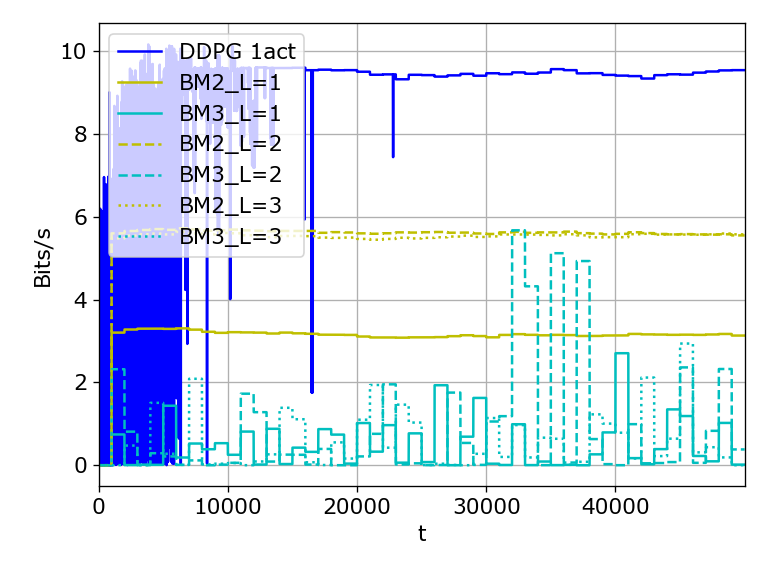 DDPG 1act
BM2_L=1
BM3_L=1
BM2_L=2
BM3_L=2
BM2_L=3
BM3_L=3
10
8
6
4
2
0
Bits/s
0 10000 20000 30000 40000
t